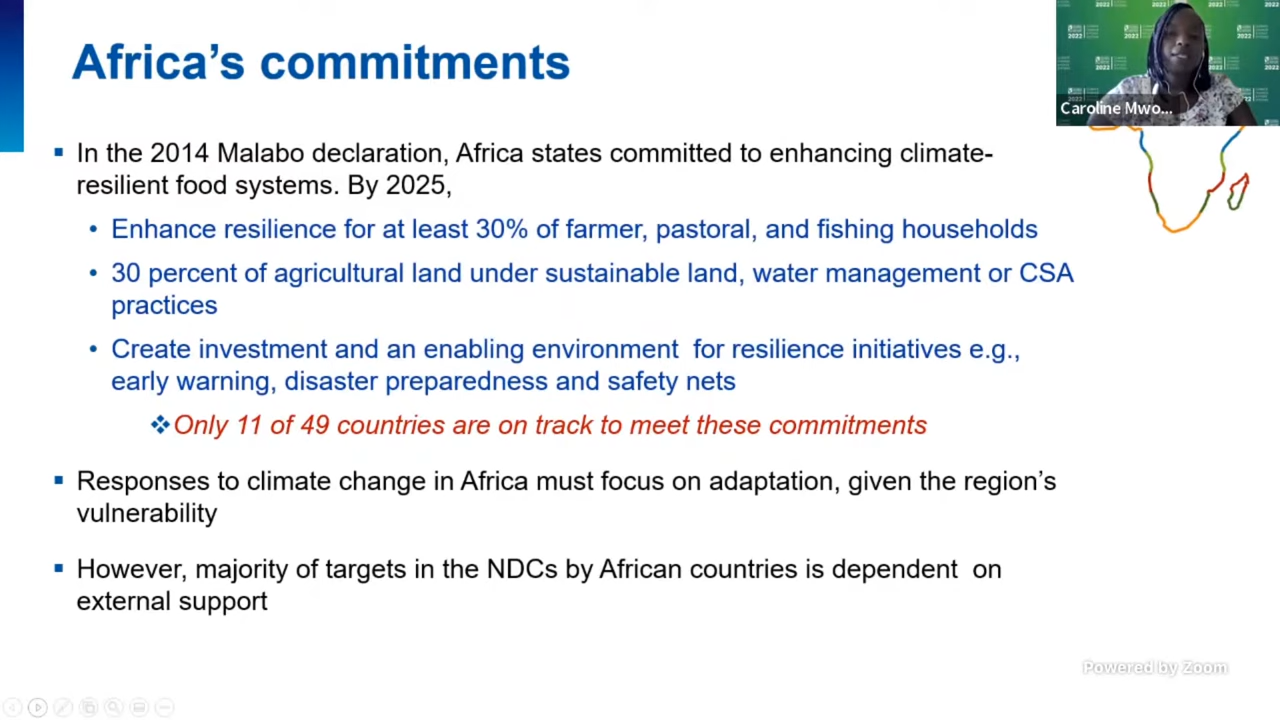 Africa's commitments
Caroline Mwo...
▪ In the 2014 Malabo declaration, Africa states committed to enhancing climate-
resilient food systems. By 2025,
• Enhance resilience for at least 30% of farmer, pastoral, and fishing households
• 30 percent of agricultural land under sustainable land, water management or CSA
practices
• Create investment and an enabling environment  for resilience initiatives e.g.,
early warning, disaster preparedness and safety nets
❖Only 11 of 49 countries are on track to meet these commitments
▪ Responses to climate change in Africa must focus on adaptation, given the region's
vulnerability
▪ However, majority of targets in the NDCs by African countries is dependent  on
external support
Powered by Zoom